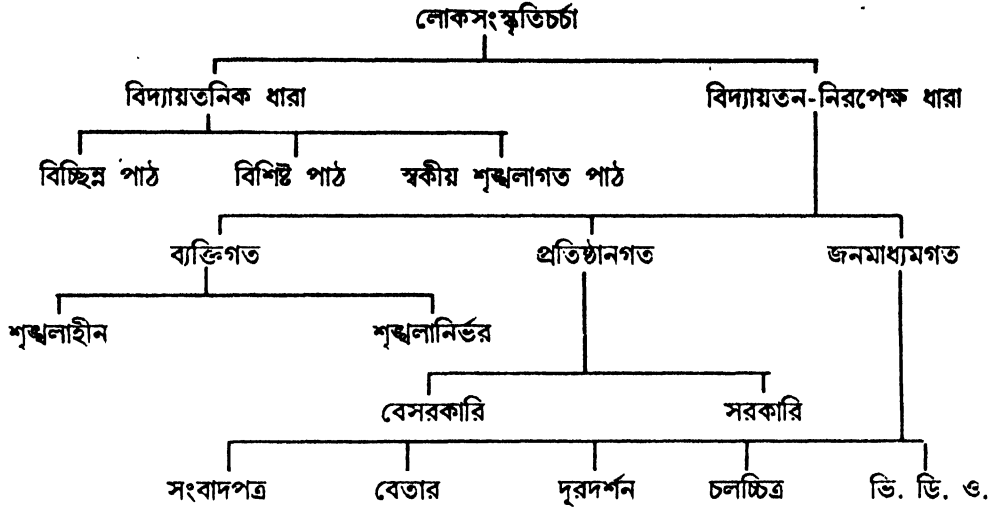 লোকসংস্কৃতিচর্চা
বিদ্যায়তনিক ধারা বিদ্যায়তন-নিরপেক্ষ ধারা
বিচ্ছিন্ন পাঠ বিশিষ্ট পাঠ স্বকীয় শৃঙ্খলাগত পাঠ
ব্যক্তিগত প্রতিষ্ঠানগত জনমাধ্যমগত
শৃঙ্খলাহীন শৃঙ্খলানির্ভর
বেসরকারি সরকারি
সংবাদপত্র বেতার দূরদর্শন চলচ্চিত্র ভি. ডি. ও.